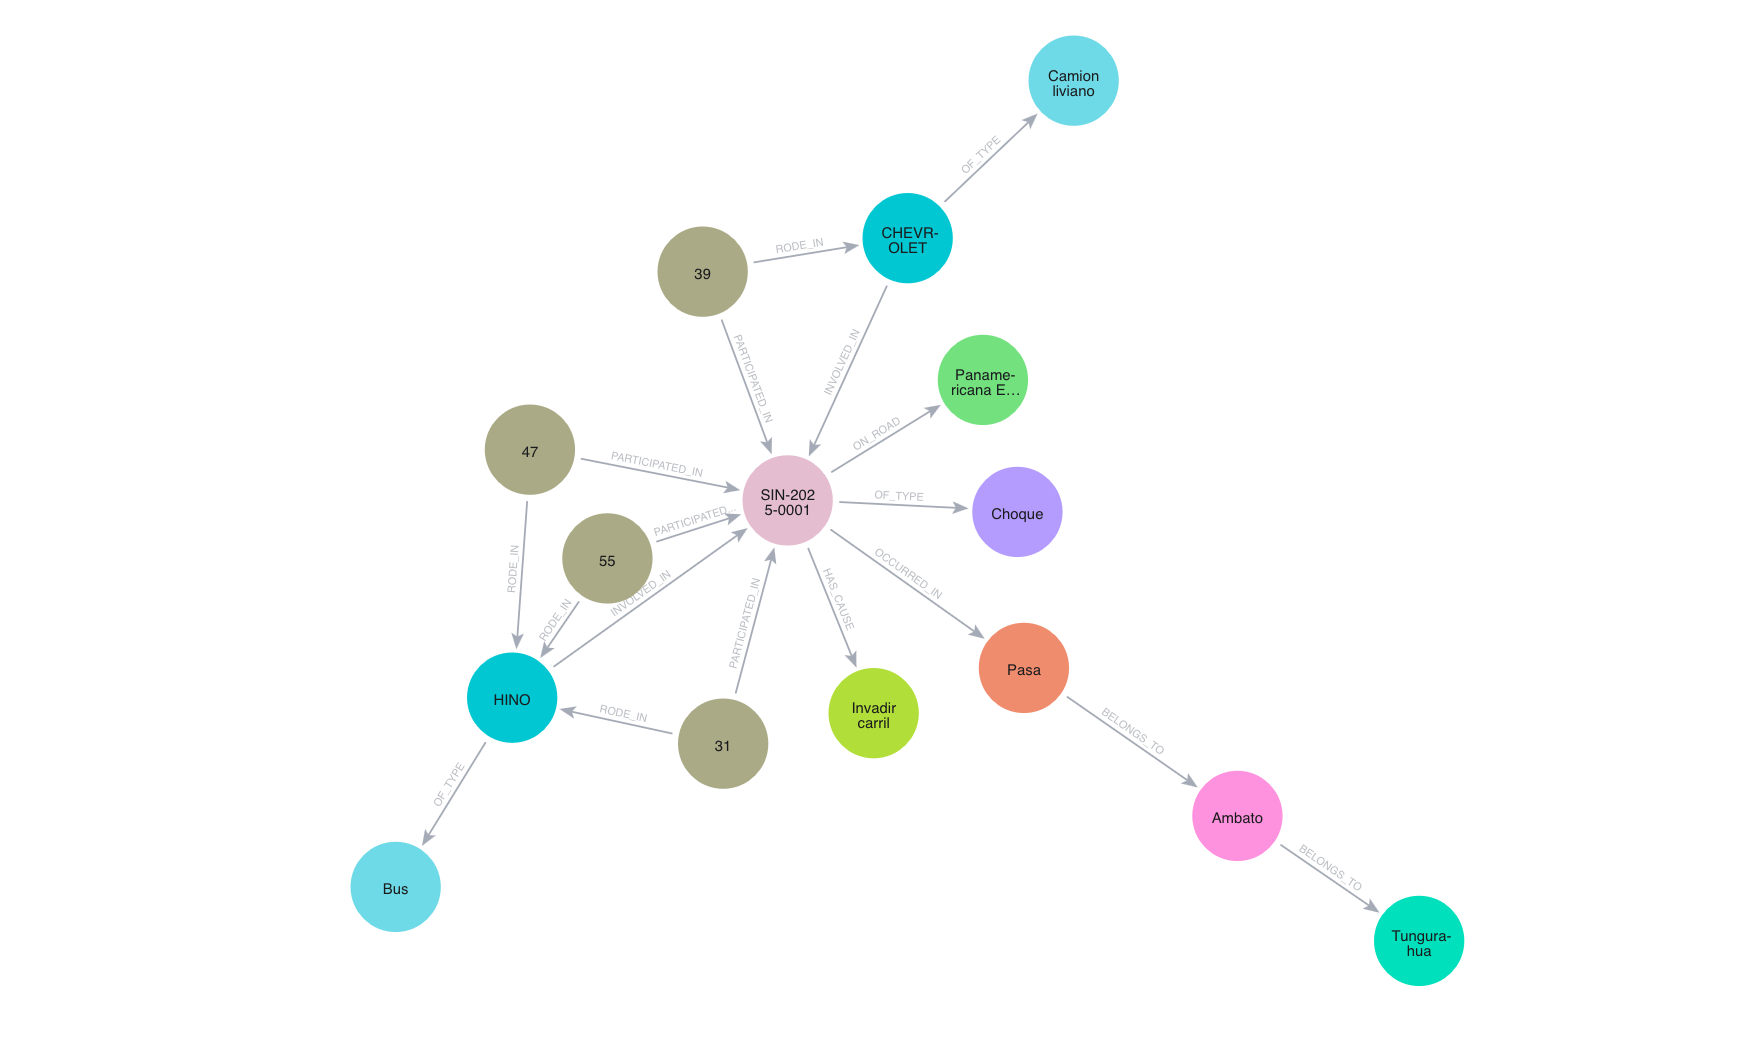 Camion
liviano
OF_TYPE
CHEVR-
OLET
RODE_IN
39
PARTICIPATED_IN
INVOLVED_IN
Paname-
ricana E…
ON_ROAD
47
PARTICIPATED_IN
SIN-202
5-0001
OF_TYPE
Choque
PARTICIPATED...
55
RODE_IN
INVOLVED_IN
RODE_IN
PARTICIPATED_IN
HAS_CAUSE
OCCURRED_IN
Pasa
HINO
RODE_IN
31
Invadir
carril
BELONGS_TO
OF_TYPE
Ambato
Bus
BELONGS_TO
Tungura-
hua